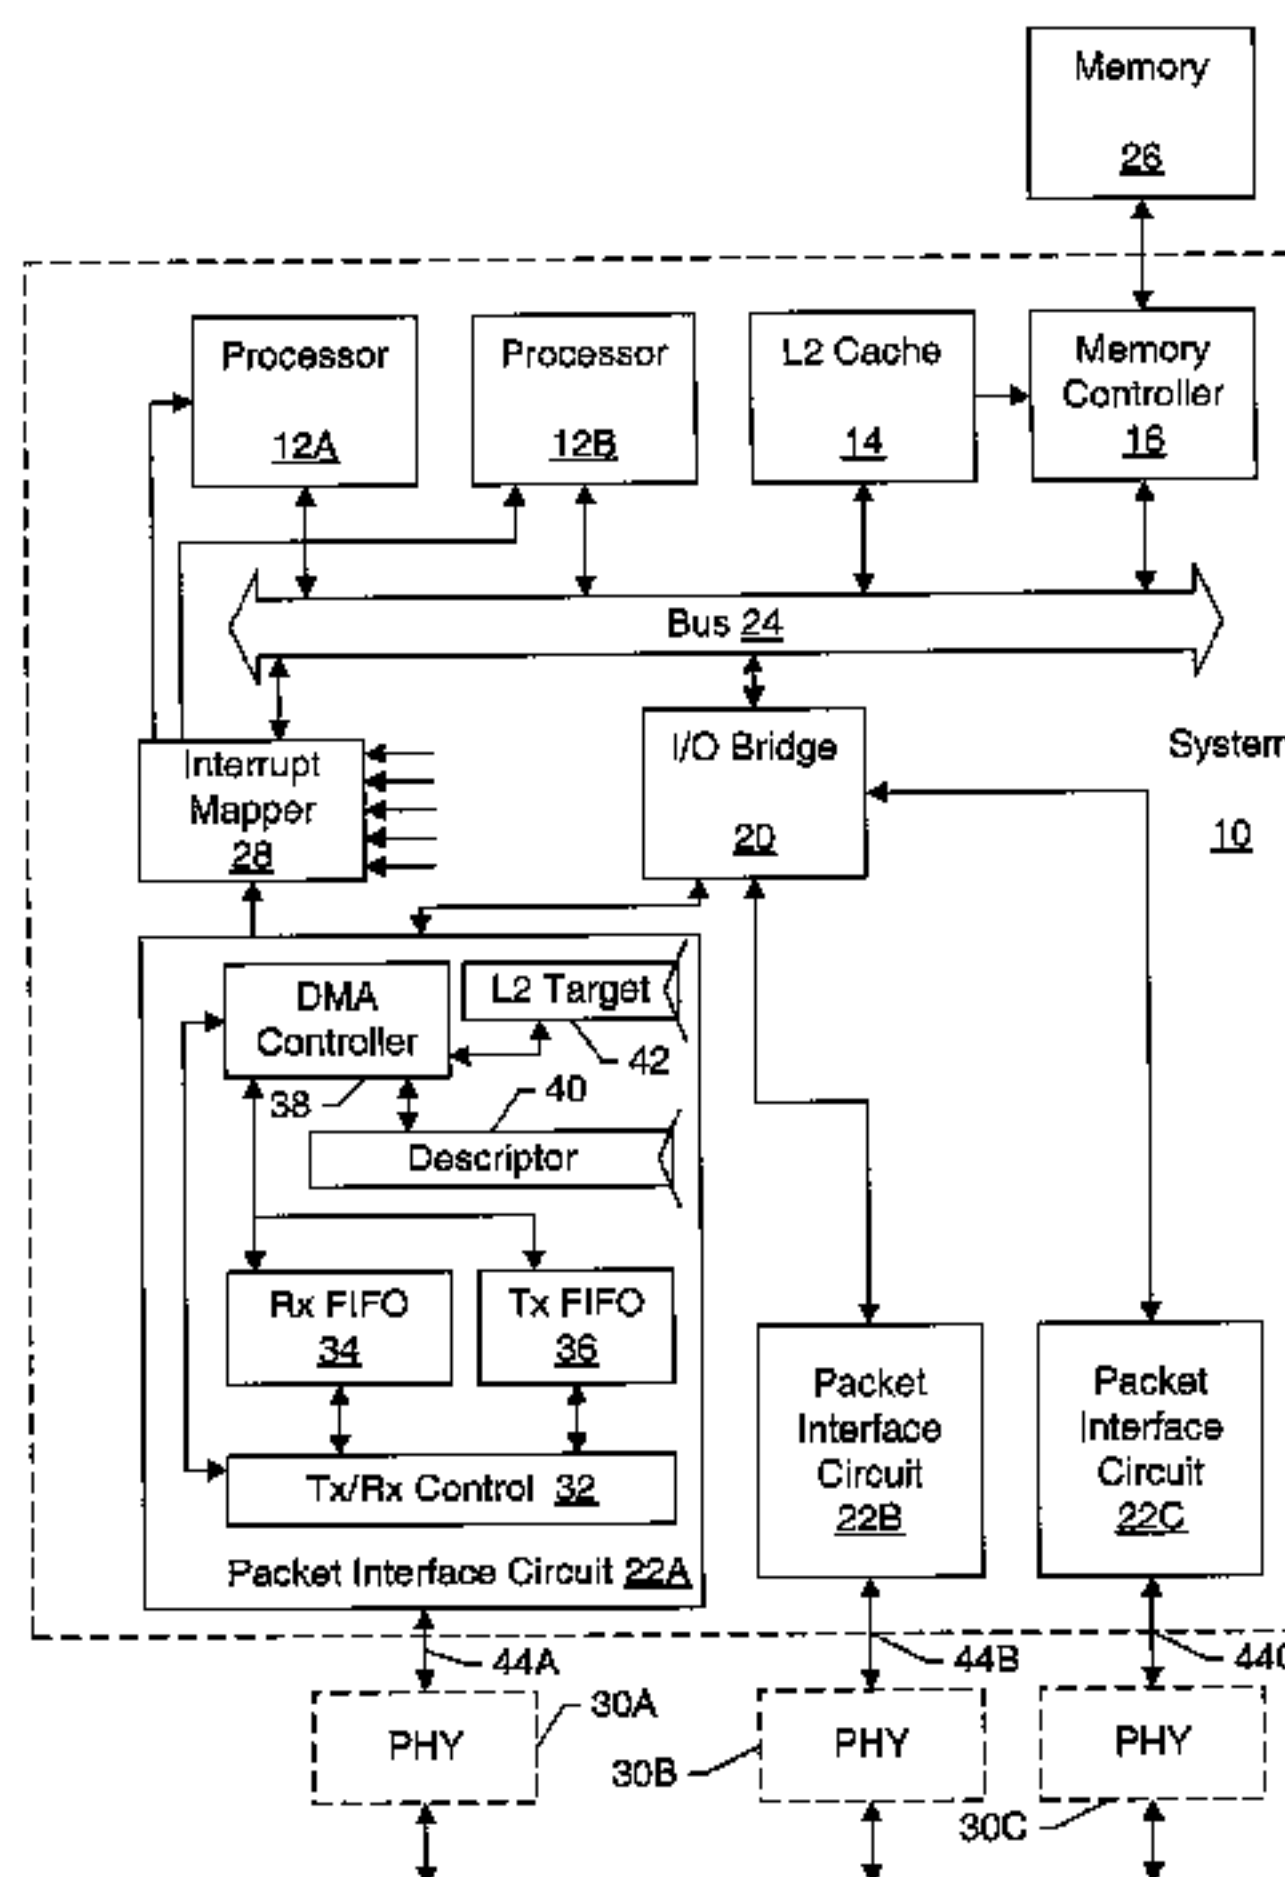 Memory
26
Processor
12A
Processor
12B
L2 Cache
14
Memory
Controller
16
Bus 24
Interrupt
Mapper
28
I/O Bridge
20
System
10
DMA
Controller
38
L2 Target
42
40
Descriptor
Rx FIFO
34
Tx FIFO
36
Tx/Rx Control 32
Packet Interface Circuit 22A
Packet
Interface
Circuit
22B
Packet
Interface
Circuit
22C
44A
44B
44C
PHY
30A
PHY
30B
PHY
30C